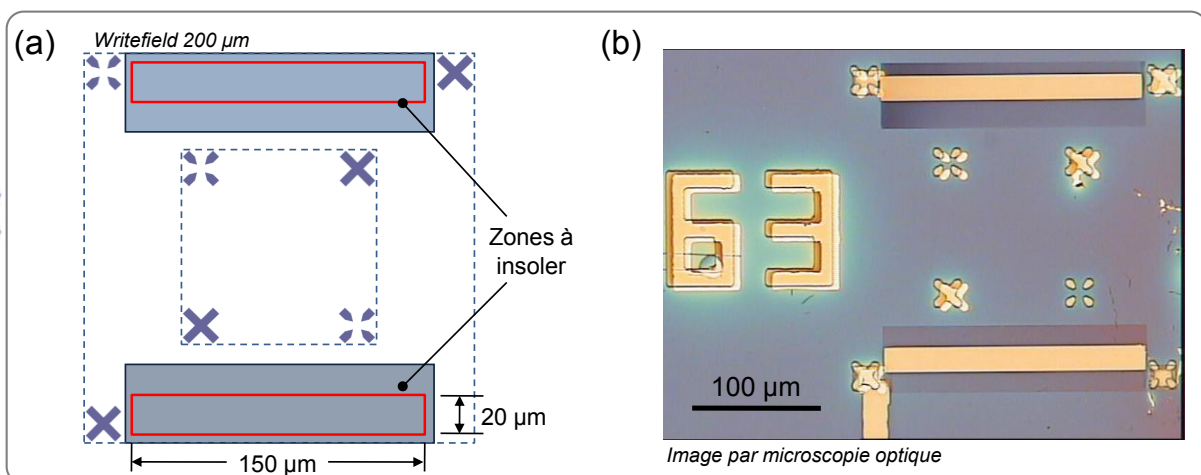 (a)
Writefield 200 µm
Zones à
insoler
20 µm
150 µm
(b)
63
100 µm
Image par microscopie optique